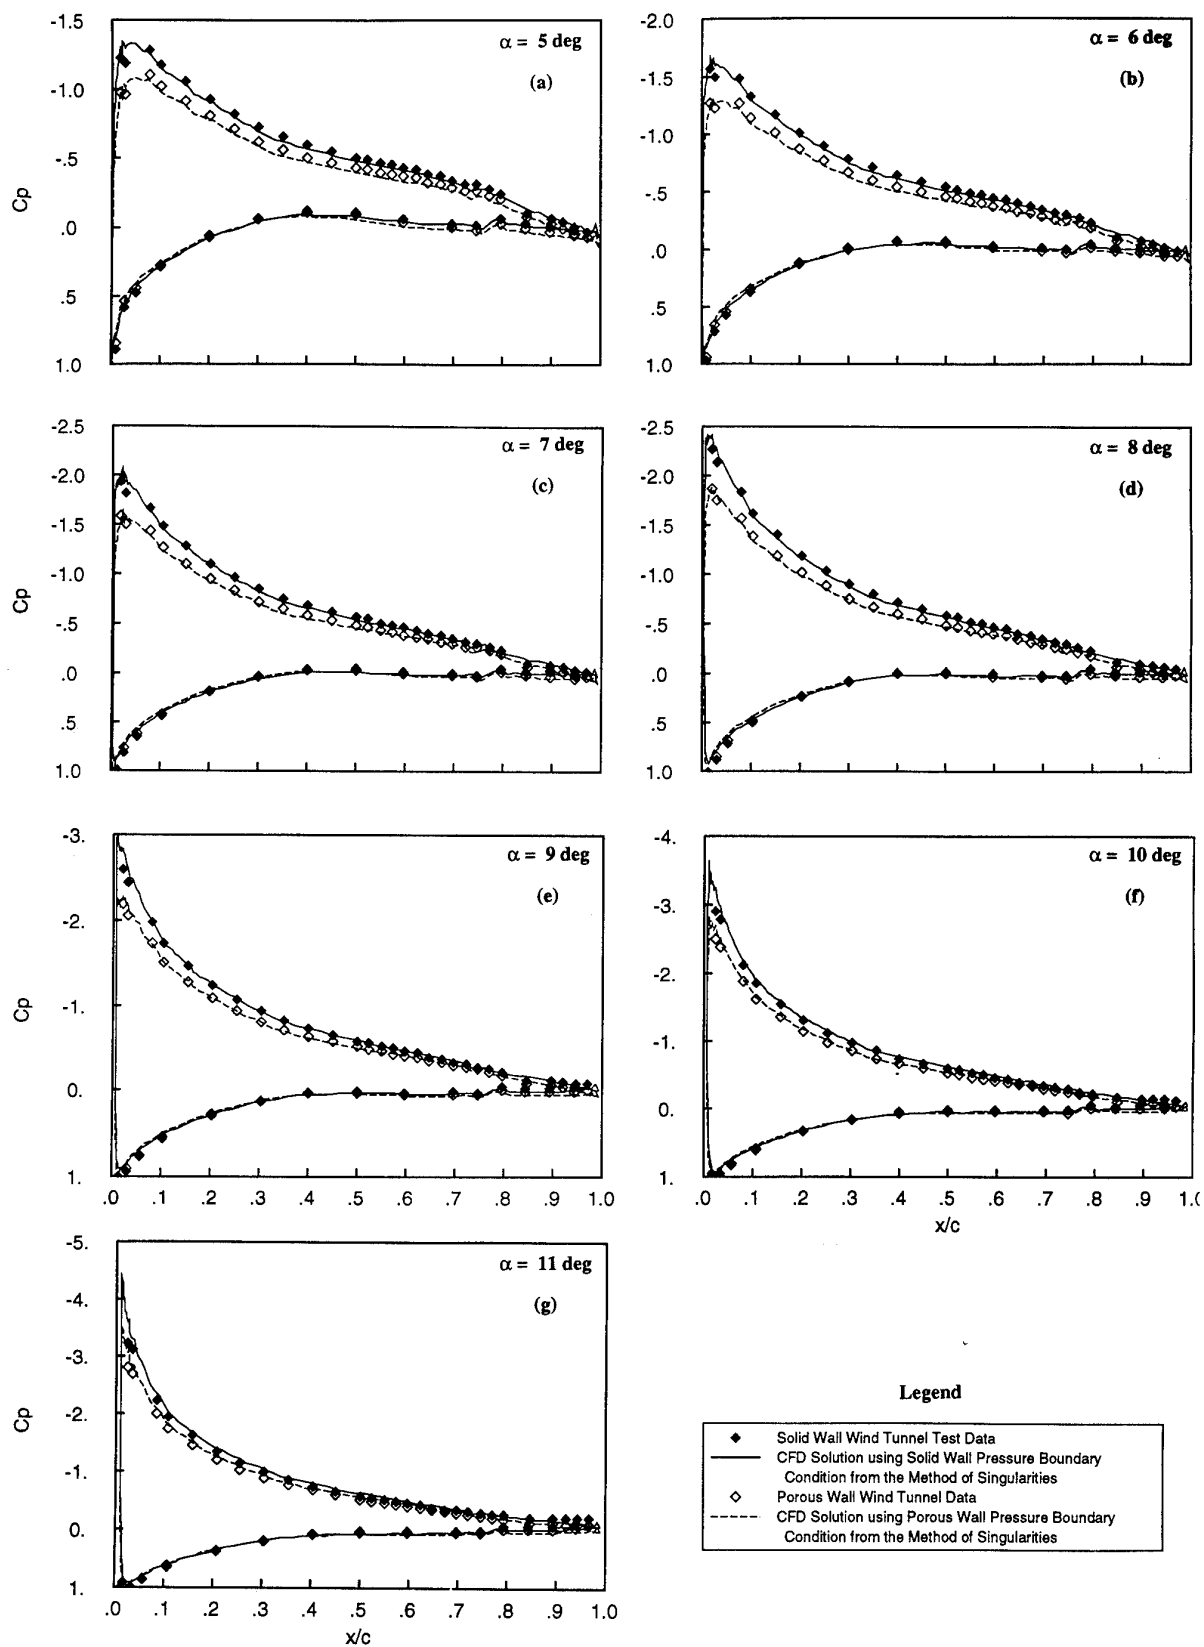 -1.5
-1.0
-.5
.0
.5
1.0
Cp
α = 5 deg
(a)
-2.0
-1.5
-1.0
-.5
.0
.5
1.0
α = 6 deg
(b)
-2.5
-2.0
-1.5
-1.0
-.5
.0
.5
1.0
Cp
α = 7 deg
(c)
-2.5
-2.0
-1.5
-1.0
-.5
.0
.5
1.0
α = 8 deg
(d)
-3.
-2.
-1.
0.
1.
Cp
α = 9 deg
(e)
.0 .1 .2 .3 .4 .5 .6 .7 .8 .9 1.0
-4.
-3.
-2.
-1.
0.
1.
α = 10 deg
(f)
.0 .1 .2 .3 .4 .5 .6 .7 .8 .9 1.0
x/c
-5.
-4.
-3.
-2.
-1.
0.
1.
Cp
α = 11 deg
(g)
.0 .1 .2 .3 .4 .5 .6 .7 .8 .9 1.0
x/c
Legend
Solid Wall Wind Tunnel Test Data
CFD Solution using Solid Wall Pressure Boundary
Condition from the Method of Singularities
Porous Wall Wind Tunnel Data
CFD Solution using Porous Wall Pressure Boundary
Condition from the Method of Singularities